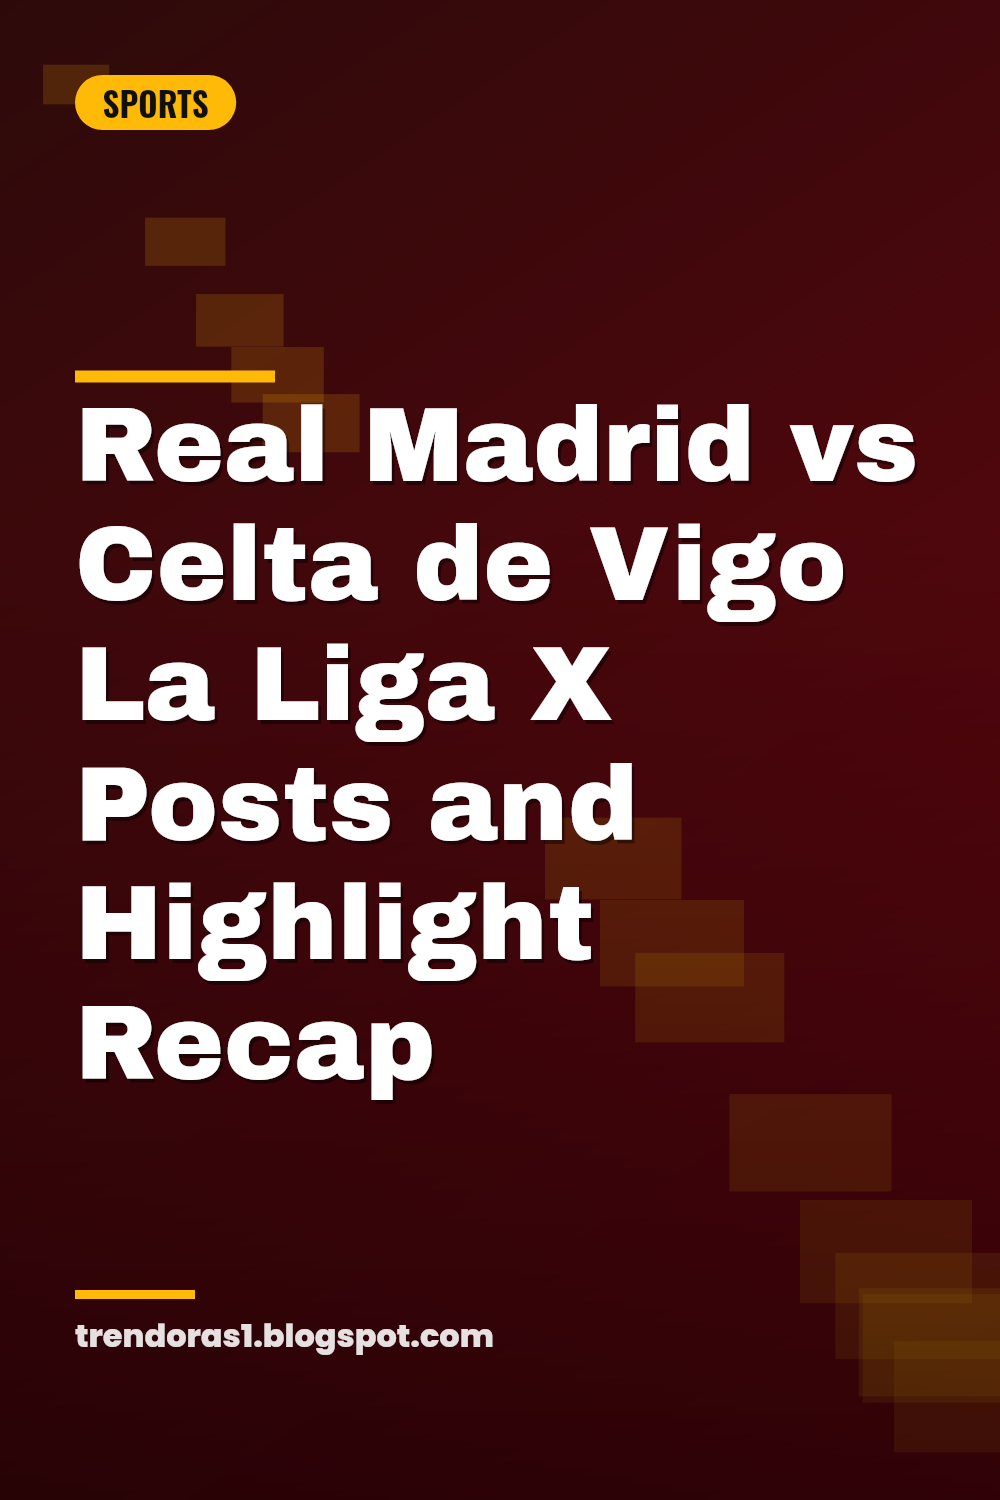 SPORTS
Real Madrid vs
Celta de Vigo
La Liga X
Posts and
Highlight
Recap
trendoras1.blogspot.com